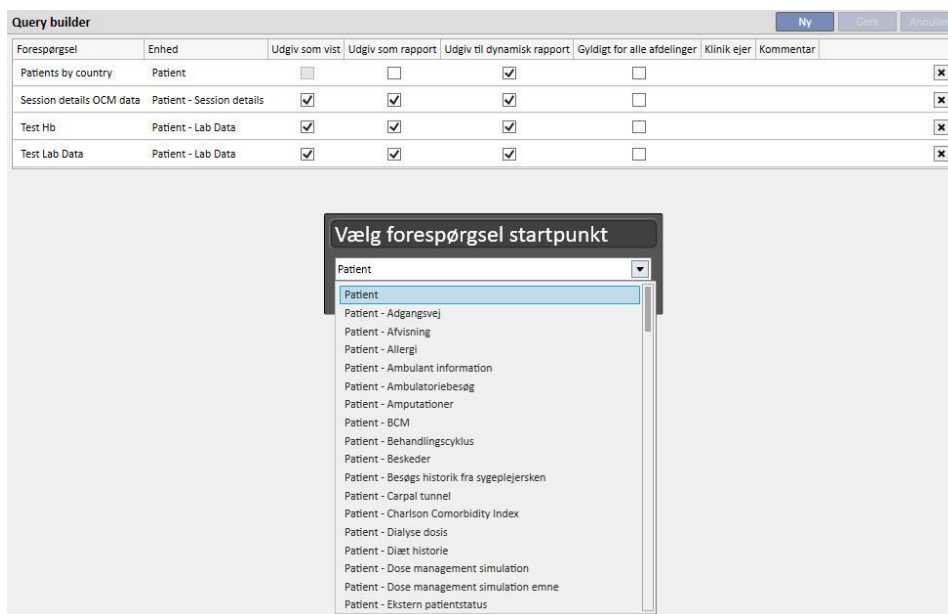 Query builder
Ny
Gem
Annuller
Forespørgsel Enhed Udgiv som vist Udgiv som rapport Udgiv til dynamisk rapport Gyldigt for alle afdelinger Klinik ejer Kommentar
Patients by country Patient
Session details OCM data Patient - Session details
Test Hb Patient - Lab Data
Test Lab Data Patient - Lab Data
Vælg forespørgsel startpunkt
Patient
Patient
Patient - Adgangsvej
Patient - Afvisning
Patient - Allergi
Patient - Ambulant information
Patient - Ambulatoriebesøg
Patient - Amputationer
Patient - BCM
Patient - Behandlingscyklus
Patient - Beskeder
Patient - Besøgs historik fra sygeplejersken
Patient - Carpal tunnel
Patient - Charlson Comorbidity Index
Patient - Dialyse dosis
Patient - Diæt historie
Patient - Dose management simulation
Patient - Dose management simulation emne
Patient - Ekstern patientstatus